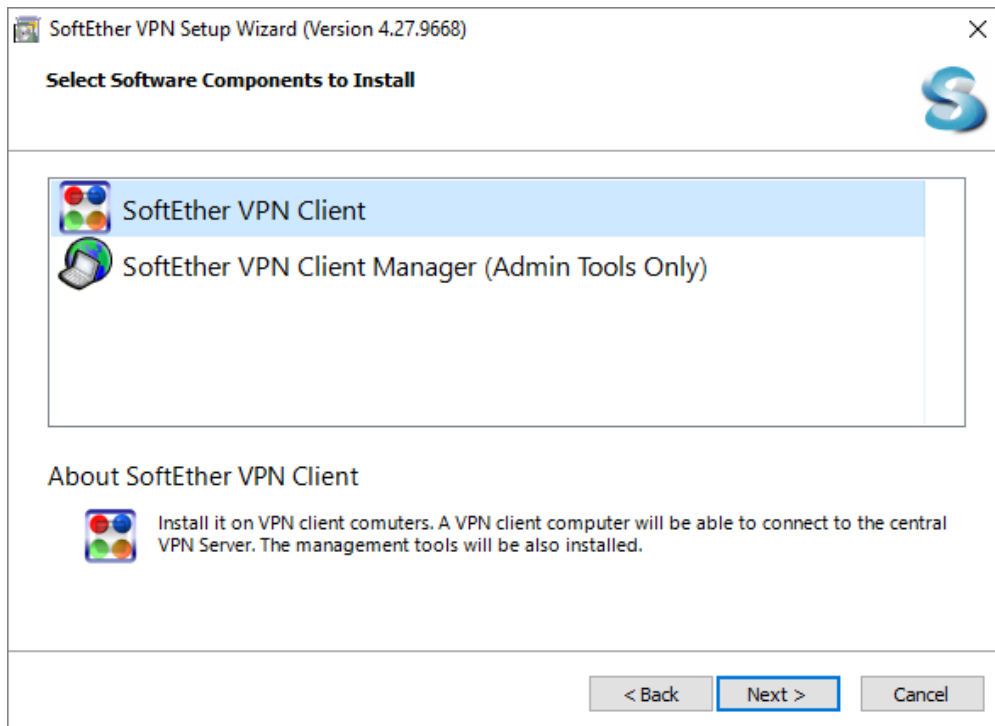 SoftEther VPN Setup Wizard (Version 4.27.9668)
Select Software Components to Install
SoftEther VPN Client
SoftEther VPN Client Manager (Admin Tools Only)
About SoftEther VPN Client
Install it on VPN client comuters. A VPN client computer will be able to connect to the central
VPN Server. The management tools will be also installed.
< Back
Next >
Cancel